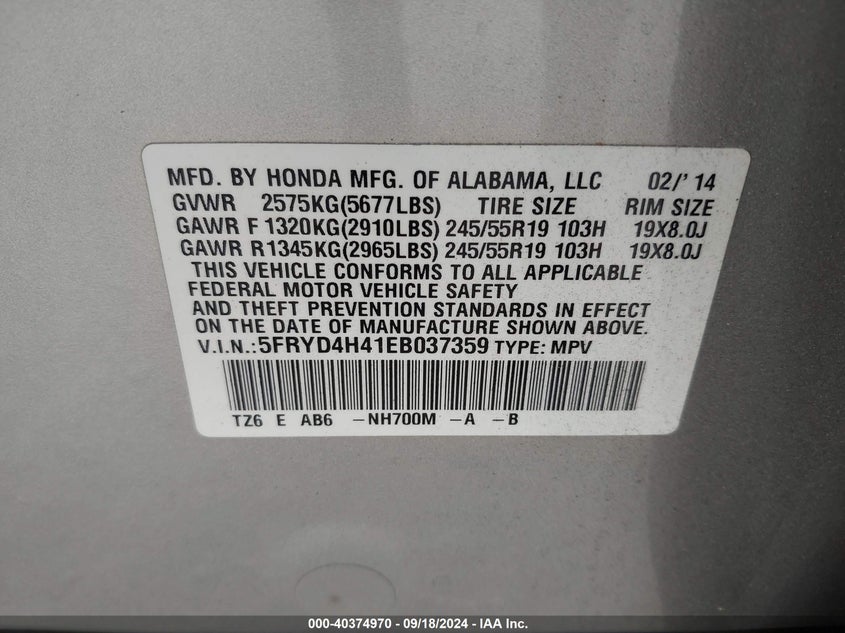 MFD. BY HONDA MFG. OF ALABAMA, LLC 02/'14
GVWR 2575KG(5677LBS) TIRE SIZE RIM SIZE
GAWR F 1320KG(2910LBS) 245/55R19 103H 19X8.0J
GAWR R1345KG(2965LBS) 245/55R19 103H 19X8.0J
THIS VEHICLE CONFORMS TO ALL APPLICABLE
FEDERAL MOTOR VEHICLE SAFETY
AND THEFT PREVENTION STANDARDS IN EFFECT
ON THE DATE OF MANUFACTURE SHOWN ABOVE.
V.I.N.:5FRYD4H41EB037359 TYPE: MPV
TZ6 E AB6 -NH700M -A -B
000-40374970 - 09/18/2024 - IAA Inc.